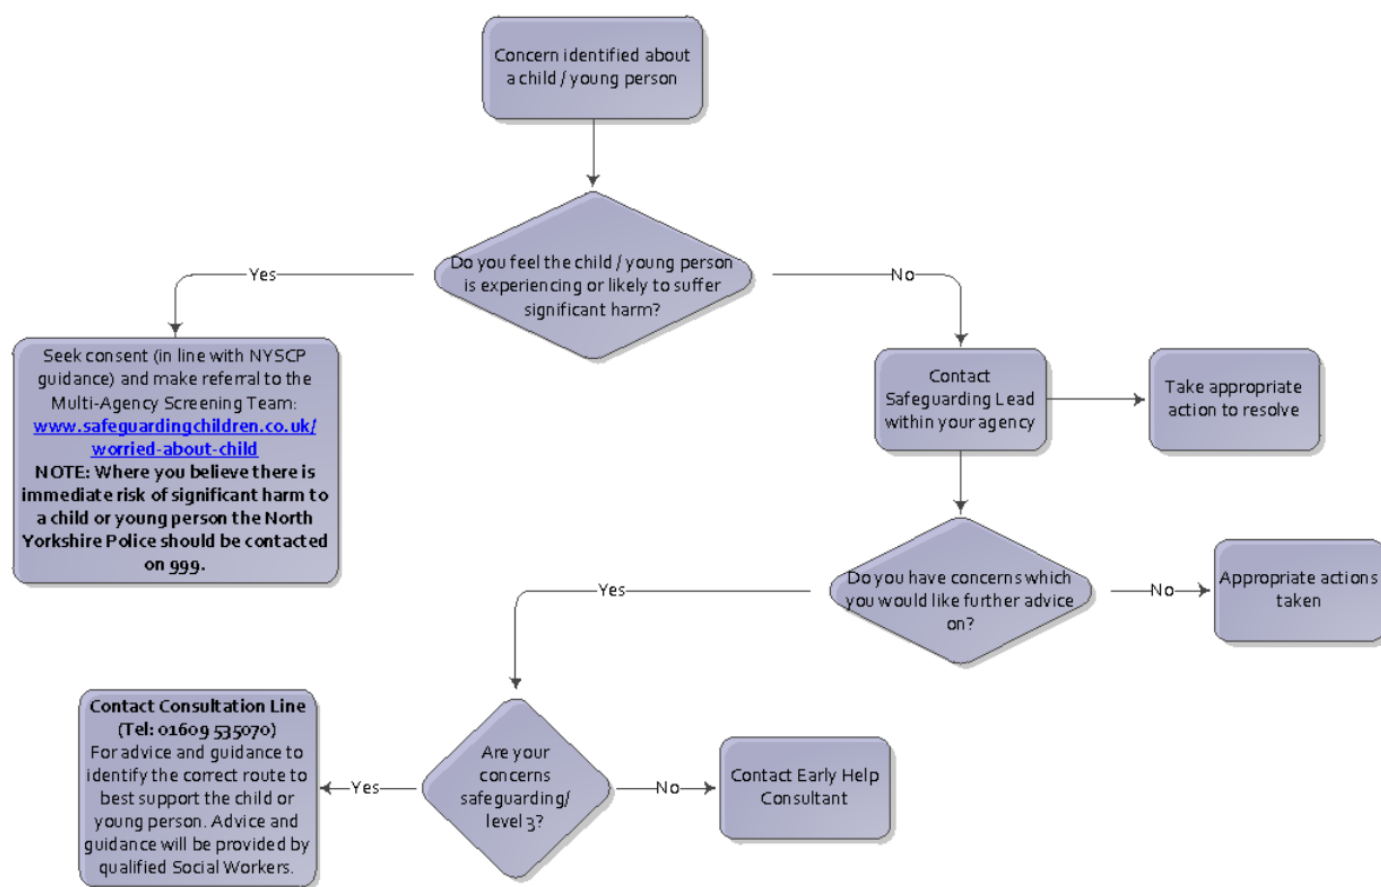 Concern identified about
a child / young person
Do you feel the child / young person
is experiencing or likely to suffer
significant harm?
Yes
No
Seek consent (in line with NYSCP
guidance) and make referral to the
Multi-Agency Screening Team:
www.safeguardingchildren.co.uk/
worried-about-child
NOTE: Where you believe there is
immediate risk of significant harm to
a child or young person the North
Yorkshire Police should be contacted
on 999.
Contact
Safeguarding Lead
within your agency
Take appropriate
action to resolve
Do you have concerns which
you would like further advice
on?
Yes
No
Appropriate actions
taken
Are your
concerns
safeguarding/
level 3?
Yes
No
Contact Consultation Line
(Tel: 01609 535070)
For advice and guidance to
identify the correct route to
best support the child or
young person. Advice and
guidance will be provided by
qualified Social Workers.
Contact Early Help
Consultant